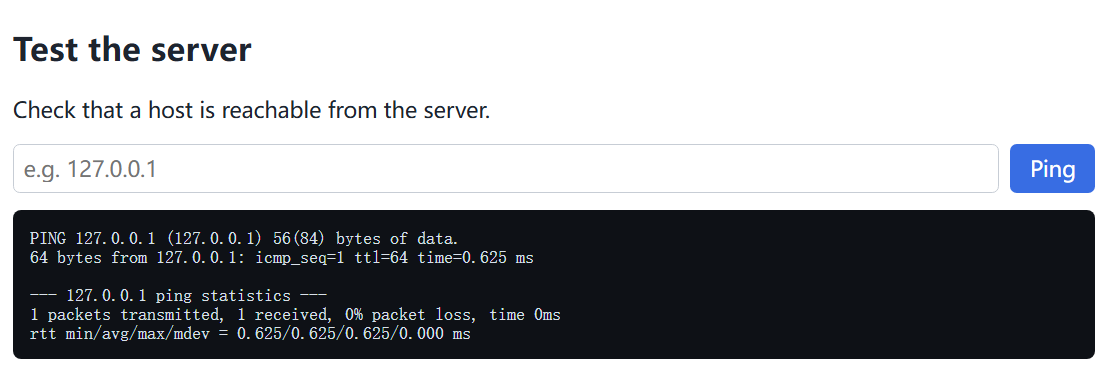 Test the server
Check that a host is reachable from the server.
e.g. 127.0.0.1
Ping
PING 127.0.0.1 (127.0.0.1) 56(84) bytes of data.
64 bytes from 127.0.0.1: icmp_seq=1 ttl=64 time=0.625 ms
--- 127.0.0.1 ping statistics ---
1 packets transmitted, 1 received, 0% packet loss, time 0ms
rtt min/avg/max/mdev = 0.625/0.625/0.625/0.000 ms